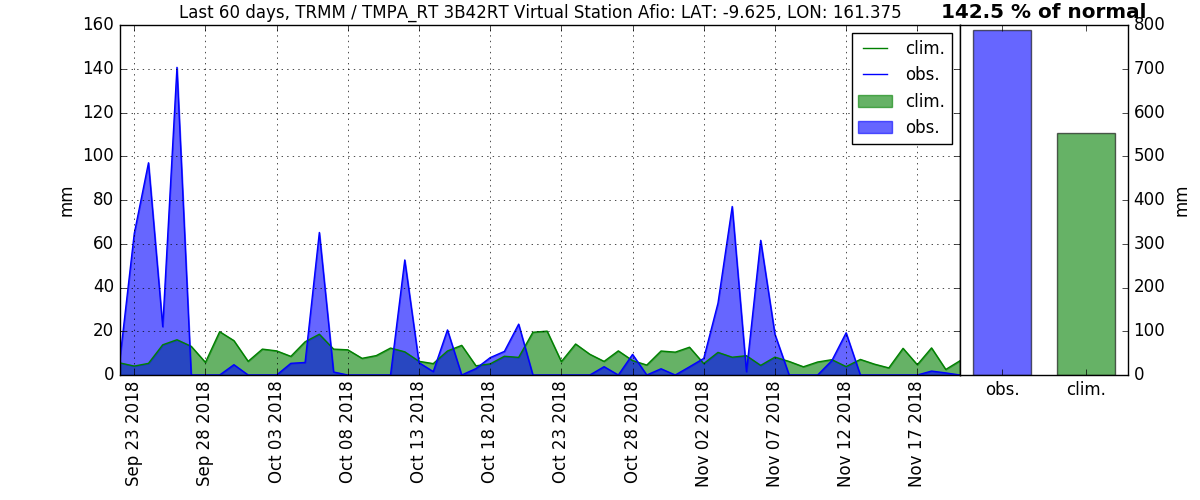 Last 60 days, TRMM / TMPA_RT 3B42RT Virtual Station Afio: LAT: -9.625, LON: 161.375
142.5 % of normal
160
140
120
100
80
60
40
20
0
mm
clim.
obs.
clim.
obs.
800
700
600
500
400
300
200
100
0
mm
obs.
clim.
Sep 23 2018
Sep 28 2018
Oct 03 2018
Oct 08 2018
Oct 13 2018
Oct 18 2018
Oct 23 2018
Oct 28 2018
Nov 02 2018
Nov 07 2018
Nov 12 2018
Nov 17 2018